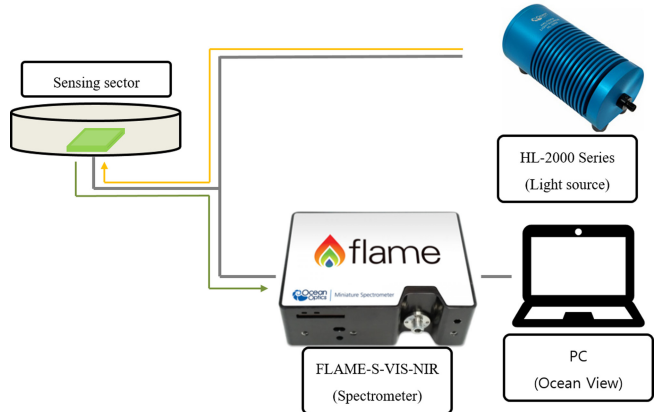 Sensing sector
HL-2000 Series
(Light source)
flame
Ocean
Optics
Miniature Spectrometer
FLAME-S-VIS-NIR
(Spectrometer)
PC
(Ocean View)